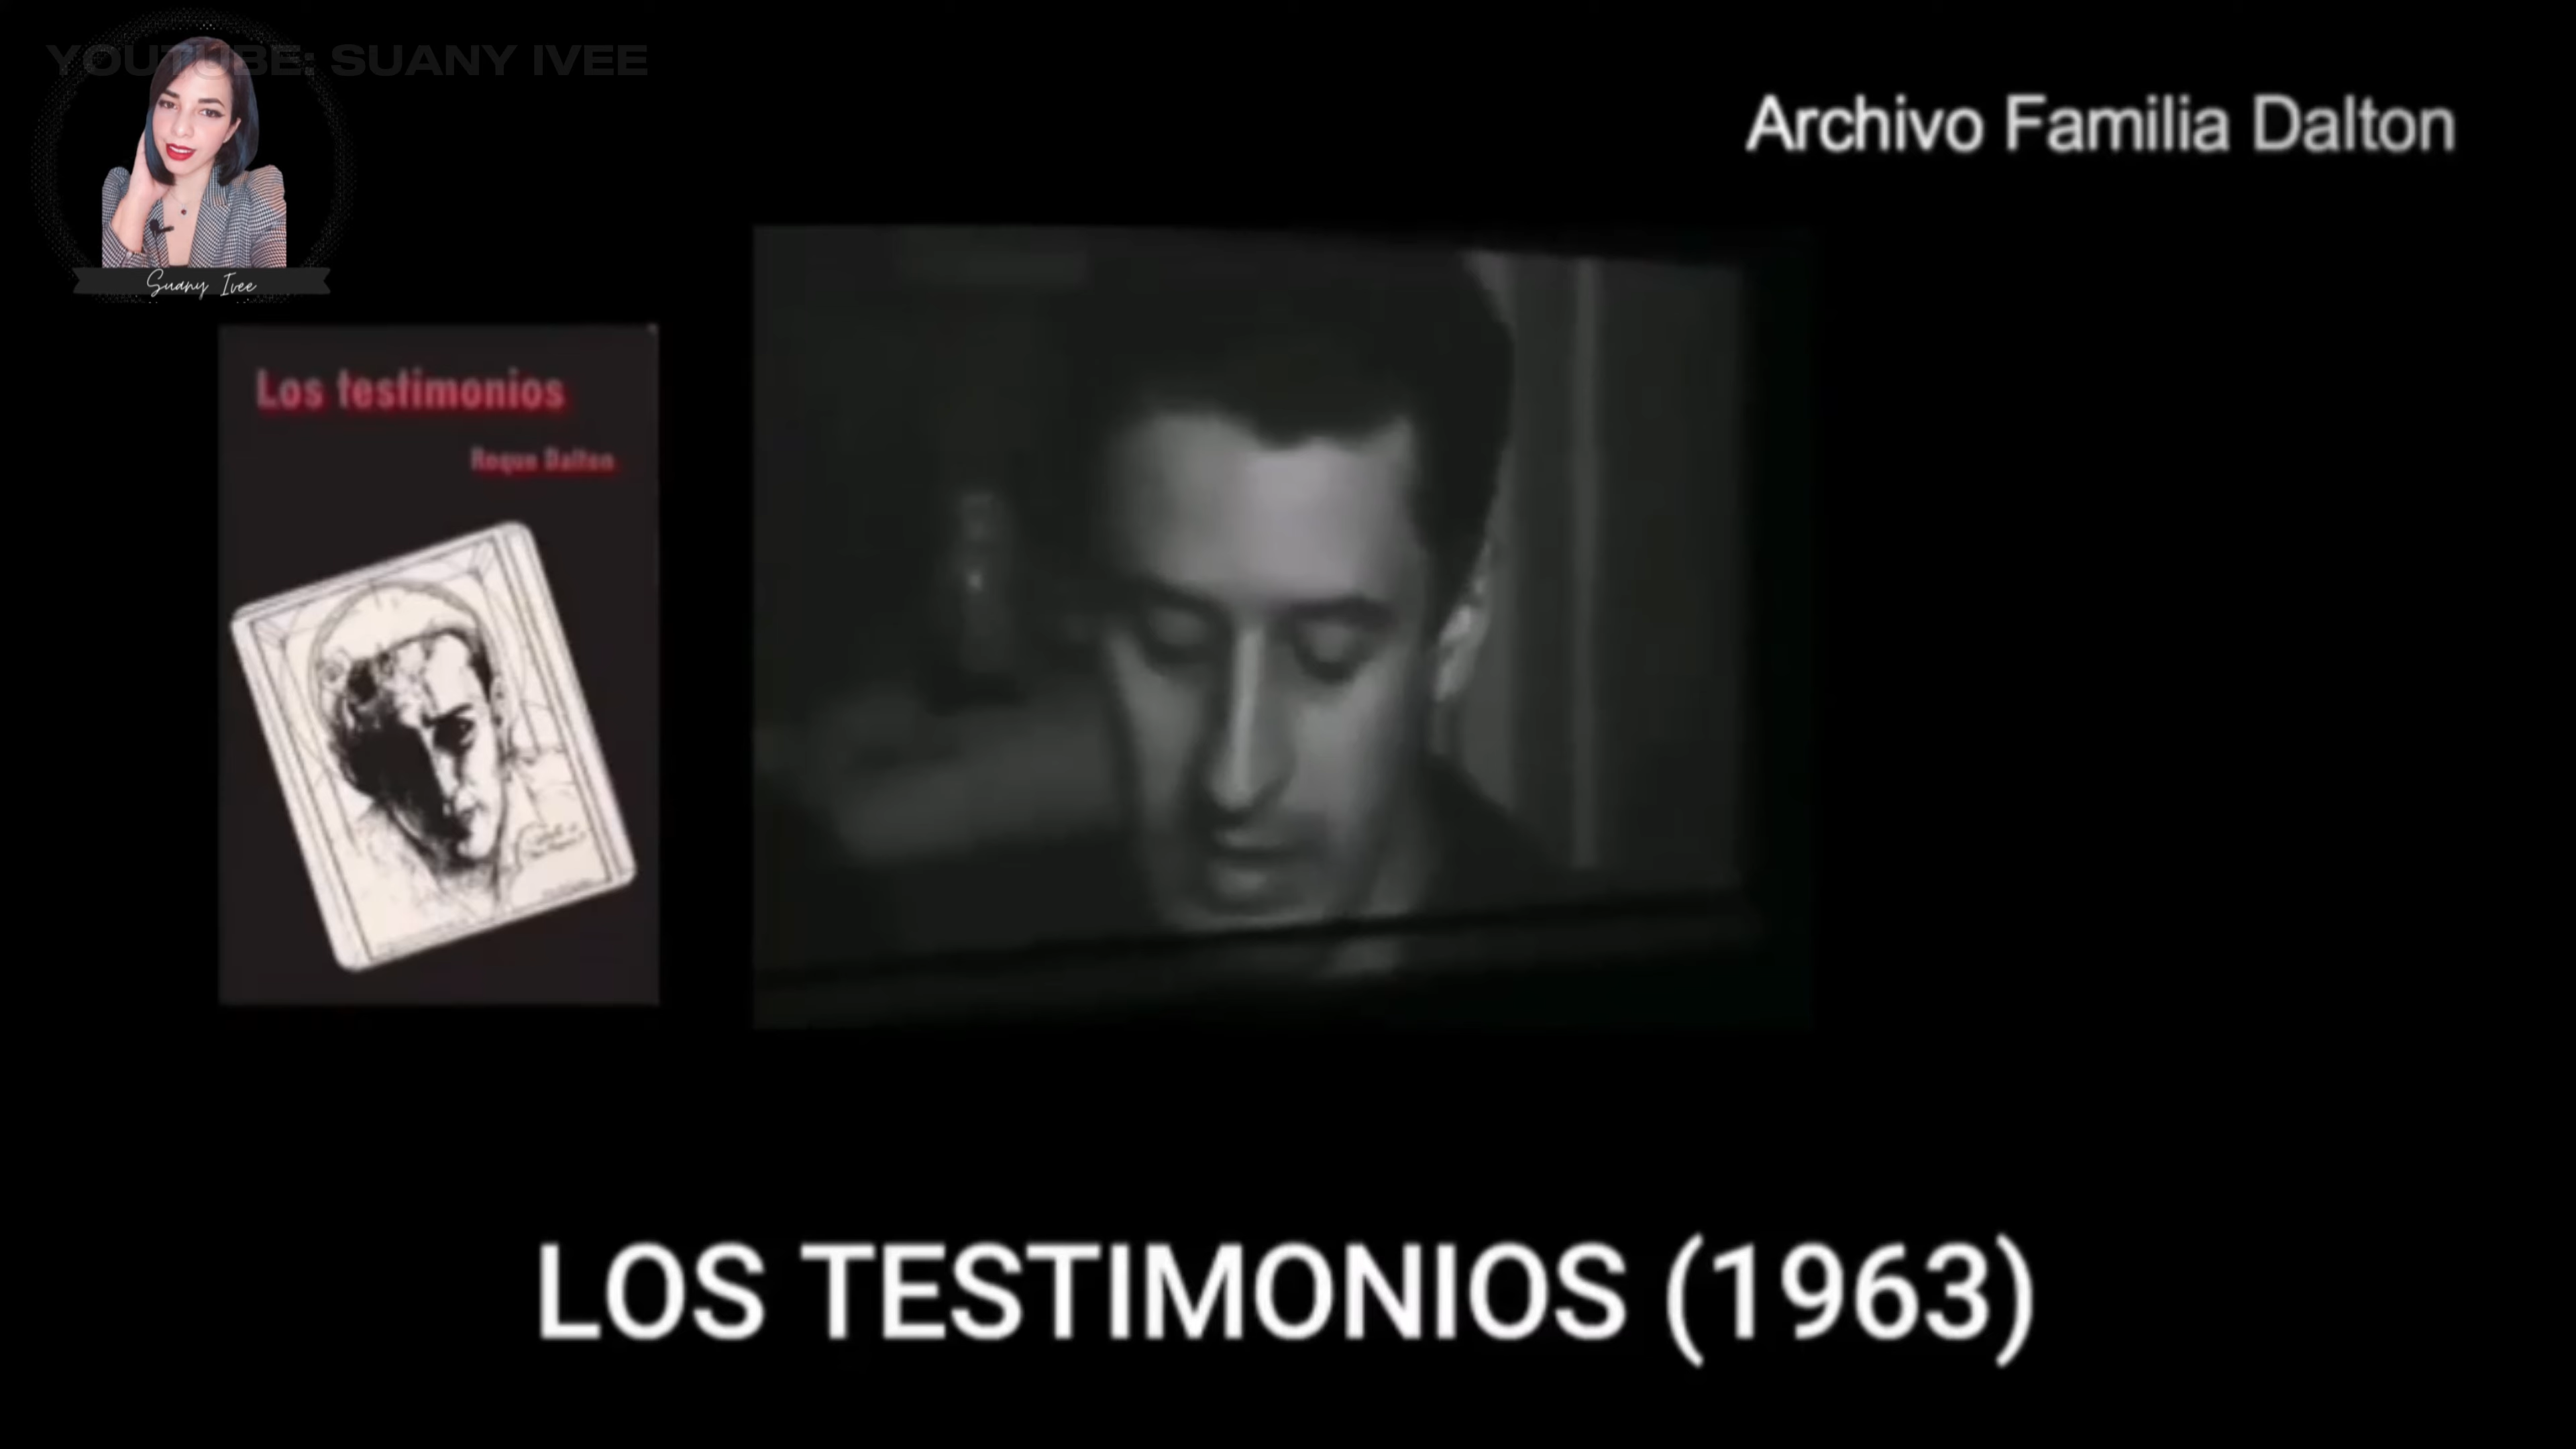 YOUTUBE: SUANY IVEE
Archivo Familia Dalton
Suany Ivee
Los testimonios
Roque Dalton
LOS TESTIMONIOS (1963)